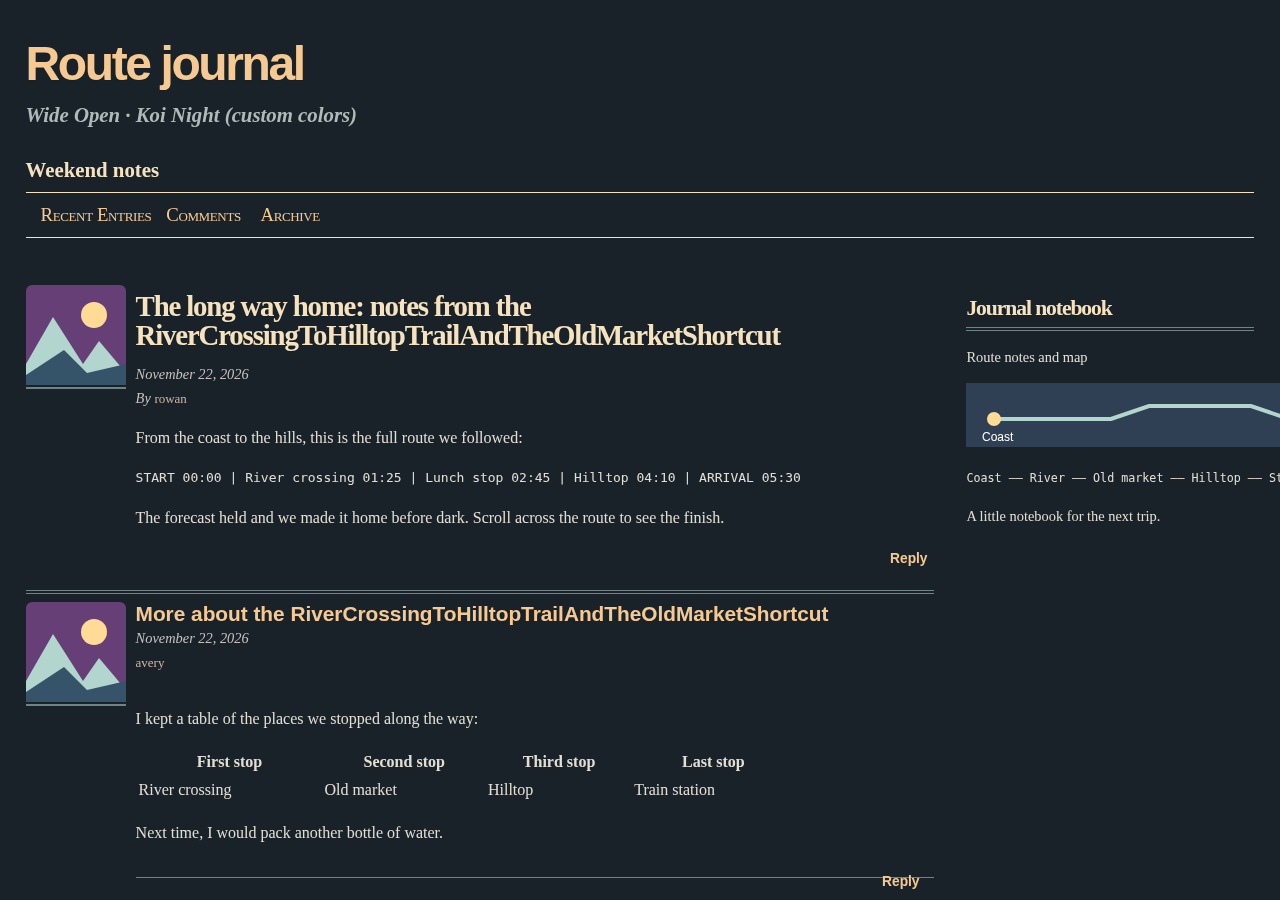 Route journal
Wide Open · Koi Night (custom colors)
Weekend notes
Recent Entries Comments Archive
The long way home: notes from the
RiverCrossingToHilltopTrailAndTheOldMarketShortcut
November 22, 2026
By rowan
From the coast to the hills, this is the full route we followed:
START 00:00 | River crossing 01:25 | Lunch stop 02:45 | Hilltop 04:10 | ARRIVAL 05:30
The forecast held and we made it home before dark. Scroll across the route to see the finish.
Reply
More about the RiverCrossingToHilltopTrailAndTheOldMarketShortcut
November 22, 2026
avery
I kept a table of the places we stopped along the way:
First stop Second stop Third stop Last stop
River crossing Old market Hilltop Train station
Next time, I would pack another bottle of water.
Reply
Journal notebook
Route notes and map
Coast
Coast —— River —— Old market —— Hilltop ——
A little notebook for the next trip.